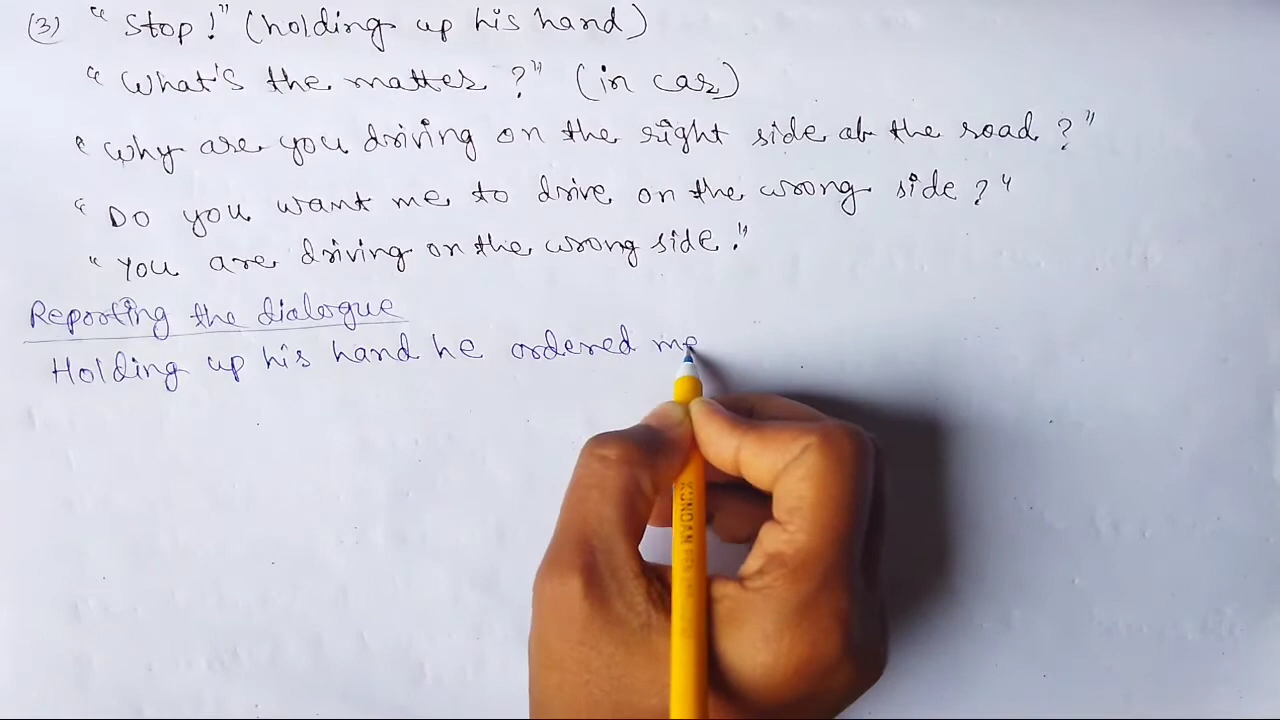 (3) "Stop!" (holding up his hand)
"What's the matter?" (in car)
"Why are you driving on the right side of the road?"
"Do you want me to drive on the wrong side?"
"You are driving on the wrong side."
Reporting the dialogue
Holding up his hand he ordered me
KUNDAN